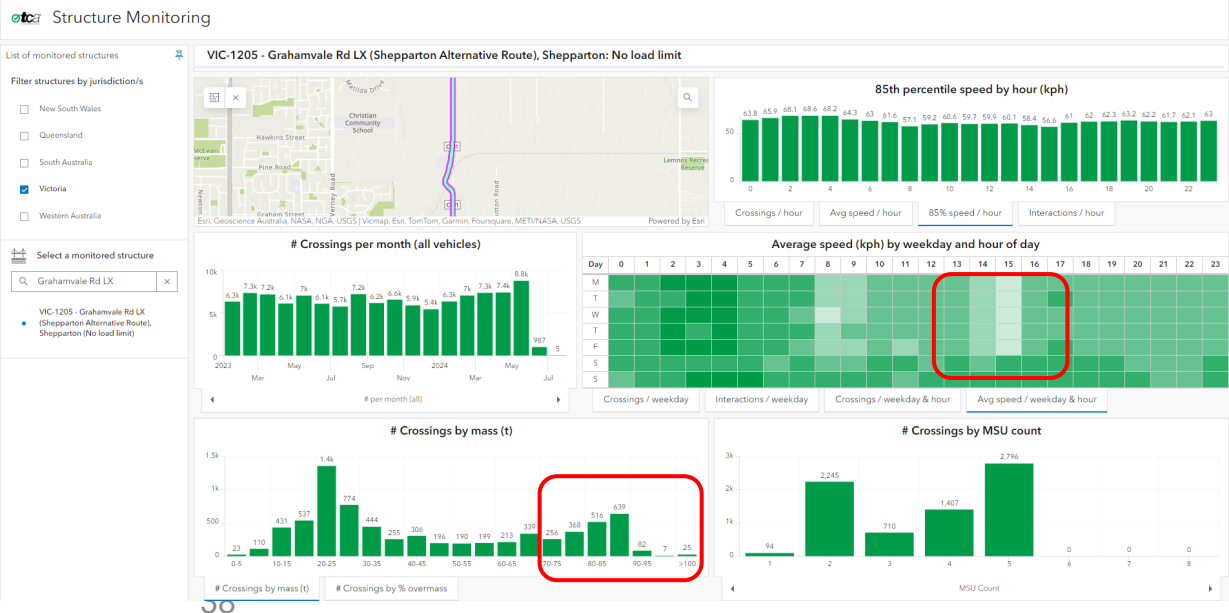 tca Structure Monitoring
List of monitored structures
Filter structures by jurisdiction/s
New South Wales
Queensland
South Australia
Victoria
Western Australia
Select a monitored structure
Grahamvale Rd LX ×
VIC-1205 - Grahamvale Rd LX
(Shepparton Alternative Route),
Shepparton (No load limit)
VIC-1205 - Grahamvale Rd LX (Shepparton Alternative Route), Shepparton: No load limit
Matilda Drive
Christian
Community
School
Hawkins Street
McEwan
Pine Road
Verney Road
Newton
Graham Street
Lemnos Recre
Reserve
Esri, Geoscience Australia, NASA, NGA, USGS | Vicmap, Esri, TomTom, Garmin, Foursquare, METI/NASA, USGS
Powered by Esri
85th percentile speed by hour (kph)
63.8 65.9 68.1 68.6 68.2 64.3 63 61.6 57.1 59.2 60.6 59.7 59.9 60.1 58.4 56.6 61 62 62.3 63.2 62.2 61.7 62.1 63
50
0
0 2 4 6 8 10 12 14 16 18 20 22
Crossings / hour Avg speed / hour 85% speed / hour Interactions / hour
# Crossings per month (all vehicles)
10k
5k
0
6.3k 7.3k 7.2k 6.1k 7k 6.1k 5.7k 7.2k 6.2k 6.6k 5.9k 5.4k 6.3k 7k 7.3k 7.4k 8.8k 987 5
2023 May Sep 2024 May
Mar Jul Nov Mar Jul
# per month (all)
Average speed (kph) by weekday and hour of day
Day 0 1 2 3 4 5 6 7 8 9 10 11 12 13 14 15 16 17 18 19 20 21 22 23
M
T
W
T
F
S
S
Crossings / weekday Interactions / weekday Crossings / weekday & hour Avg speed / weekday & hour
# Crossings by mass (t)
1.5k
1k
500
0
23 110 431 537 1.4k 774 444 255 306 196 190 199 213 339 256 368 516 639 82 7 25
0-5 10-15 20-25 30-35 40-45 50-55 60-65 70-75 80-85 90-95 >100
# Crossings by mass (t) # Crossings by % overmass
# Crossings by MSU count
3k
2k
1k
0
94 2,245 710 1,407 2,796 0 0 0
1 2 3 4 5 6 7 8
MSU Count